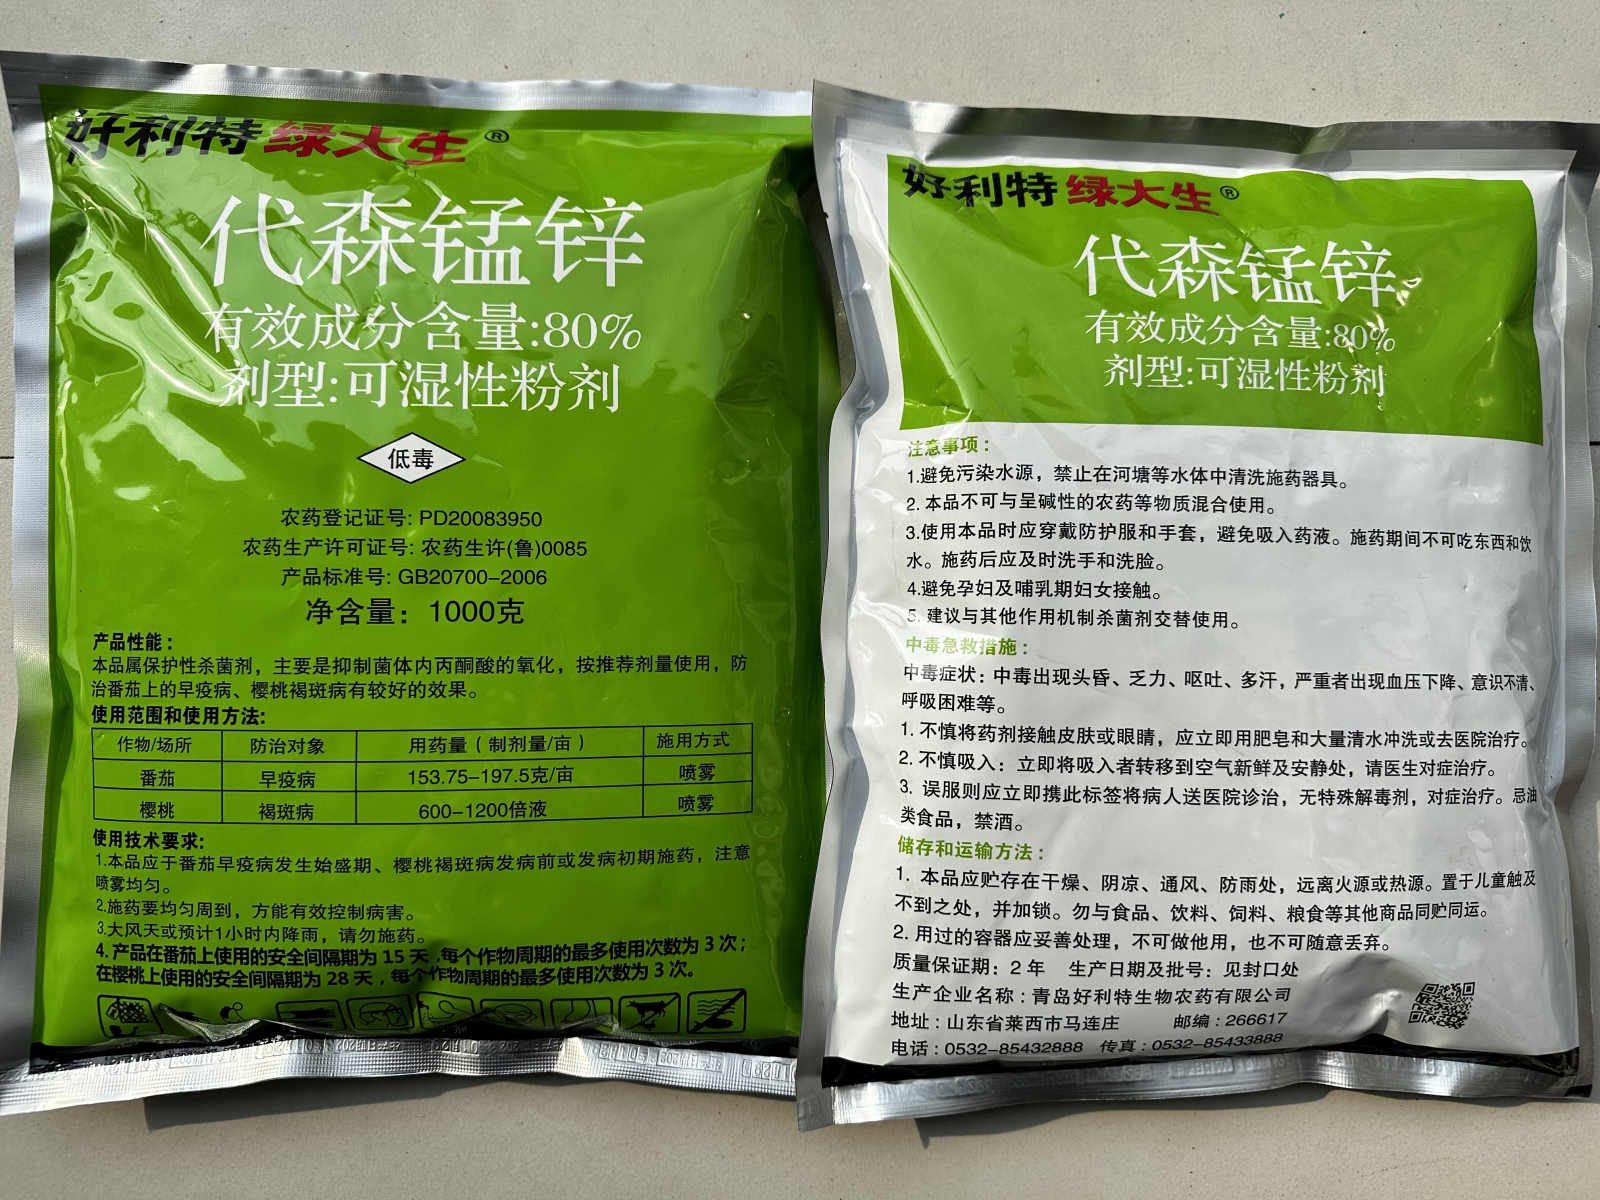 好利特 绿大生®
代森锰锌
有效成分含量:80%
剂型:可湿性粉剂
低毒
农药登记证号: PD20083950
农药生产许可证号: 农药生许(鲁)0085
产品标准号: GB20700-2006
净含量： 1000克
产品性能：
本品属保护性杀菌剂，主要是抑制菌体内丙酮酸的氧化，按推荐剂量使用，防
治番茄上的早疫病、樱桃褐斑病有较好的效果。
使用范围和使用方法:
作物/场所 防治对象 用药量（制剂量/亩） 施用方式
番茄 早疫病 153.75-197.5克/亩 喷雾
樱桃 褐斑病 600-1200倍液 喷雾
使用技术要求:
1.本品应于番茄早疫病发生始盛期、樱桃褐斑病发病前或发病初期施药，注意
喷雾均匀。
2.施药要均匀周到，方能有效控制病害。
3.大风天或预计1小时内降雨，请勿施药。
4. 产品在番茄上使用的安全间隔期为 15 天 ,每个作物周期的最多使用次数为 3 次；
在樱桃上使用的安全间隔期为 28 天，每个作物周期的最多使用次数为 3 次。
好利特 绿大生®
代森锰锌
有效成分含量:80%
剂型:可湿性粉剂
注意事项：
1.避免污染水源，禁止在河塘等水体中清洗施药器具。
2. 本品不可与呈碱性的农药等物质混合使用。
3.使用本品时应穿戴防护服和手套，避免吸入药液。施药期间不可吃东西和饮
水。施药后应及时洗手和洗脸。
4.避免孕妇及哺乳期妇女接触。
5. 建议与其他作用机制杀菌剂交替使用。
中毒急救措施：
中毒症状: 中毒出现头昏、乏力、呕吐、多汗，严重者出现血压下降、意识不清、
呼吸困难等。
1. 不慎将药剂接触皮肤或眼睛，应立即用肥皂和大量清水冲洗或去医院治疗。
2. 不慎吸入: 立即将吸入者转移到空气新鲜及安静处，请医生对症治疗。
3. 误服则应立即携此标签将病人送医院诊治，无特殊解毒剂，对症治疗。忌油
类食品，禁酒。
储存和运输方法：
1. 本品应贮存在干燥、阴凉、通风、防雨处，远离火源或热源。置于儿童触及
不到之处，并加锁。勿与食品、饮料、饲料、粮食等其他商品同贮同运。
2. 用过的容器应妥善处理，不可做他用，也不可随意丢弃。
质量保证期: 2 年 生产日期及批号: 见封口处
生产企业名称：青岛好利特生物农药有限公司
地址: 山东省莱西市马连庄 邮编: 266617
电话: 0532-85432888 传真: 0532-85433888